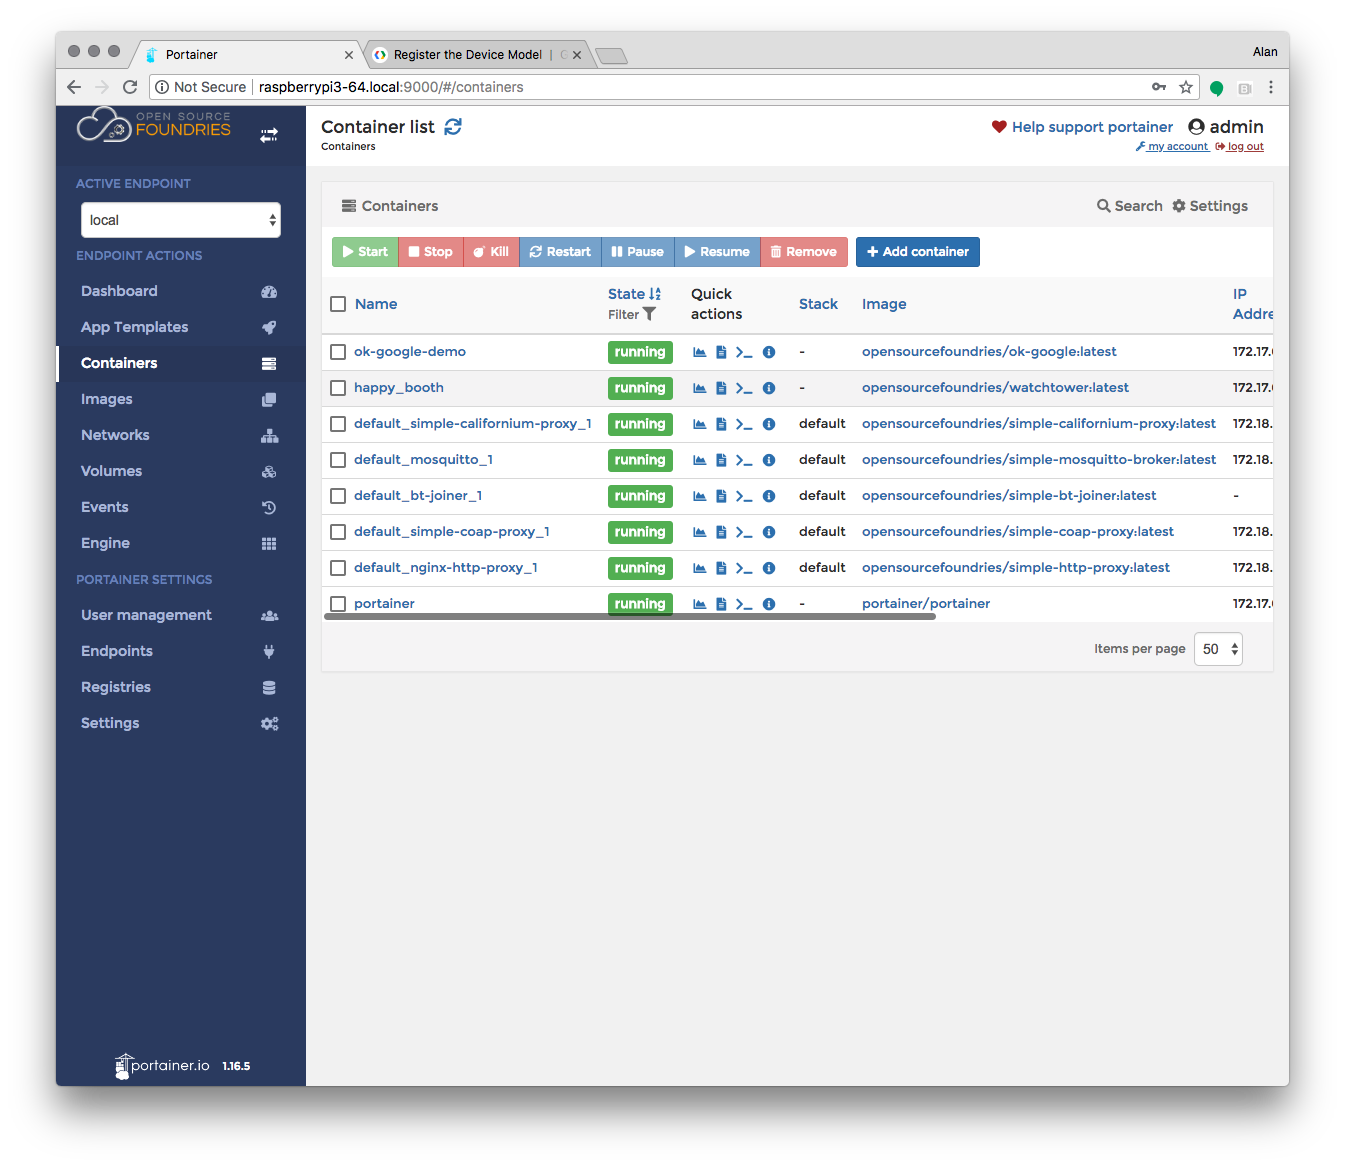 Portainer
Register the Device Model |
Alan
Not Secure | raspberrypi3-64.local:9000/#/containers
OPEN SOURCE
FOUNDRIES
Container list
Containers
Help support portainer
admin
my account
log out
ACTIVE ENDPOINT
local
ENDPOINT ACTIONS
Dashboard
App Templates
Containers
Images
Networks
Volumes
Events
Engine
PORTAINER SETTINGS
User management
Endpoints
Registries
Settings
portainer.io 1.16.5
Containers
Search Settings
Start Stop Kill Restart Pause Resume Remove + Add container
Name State Filter Quick actions Stack Image IP Addre
ok-google-demo running - opensourcefoundries/ok-google:latest 172.17.
happy_booth running - opensourcefoundries/watchtower:latest 172.17.
default_simple-californium-proxy_1 running default opensourcefoundries/simple-californium-proxy:latest 172.18.
default_mosquitto_1 running default opensourcefoundries/simple-mosquitto-broker:latest 172.18.
default_bt-joiner_1 running default opensourcefoundries/simple-bt-joiner:latest -
default_simple-coap-proxy_1 running default opensourcefoundries/simple-coap-proxy:latest 172.18.
default_nginx-http-proxy_1 running default opensourcefoundries/simple-http-proxy:latest 172.18.
portainer running - portainer/portainer 172.17.
Items per page 50